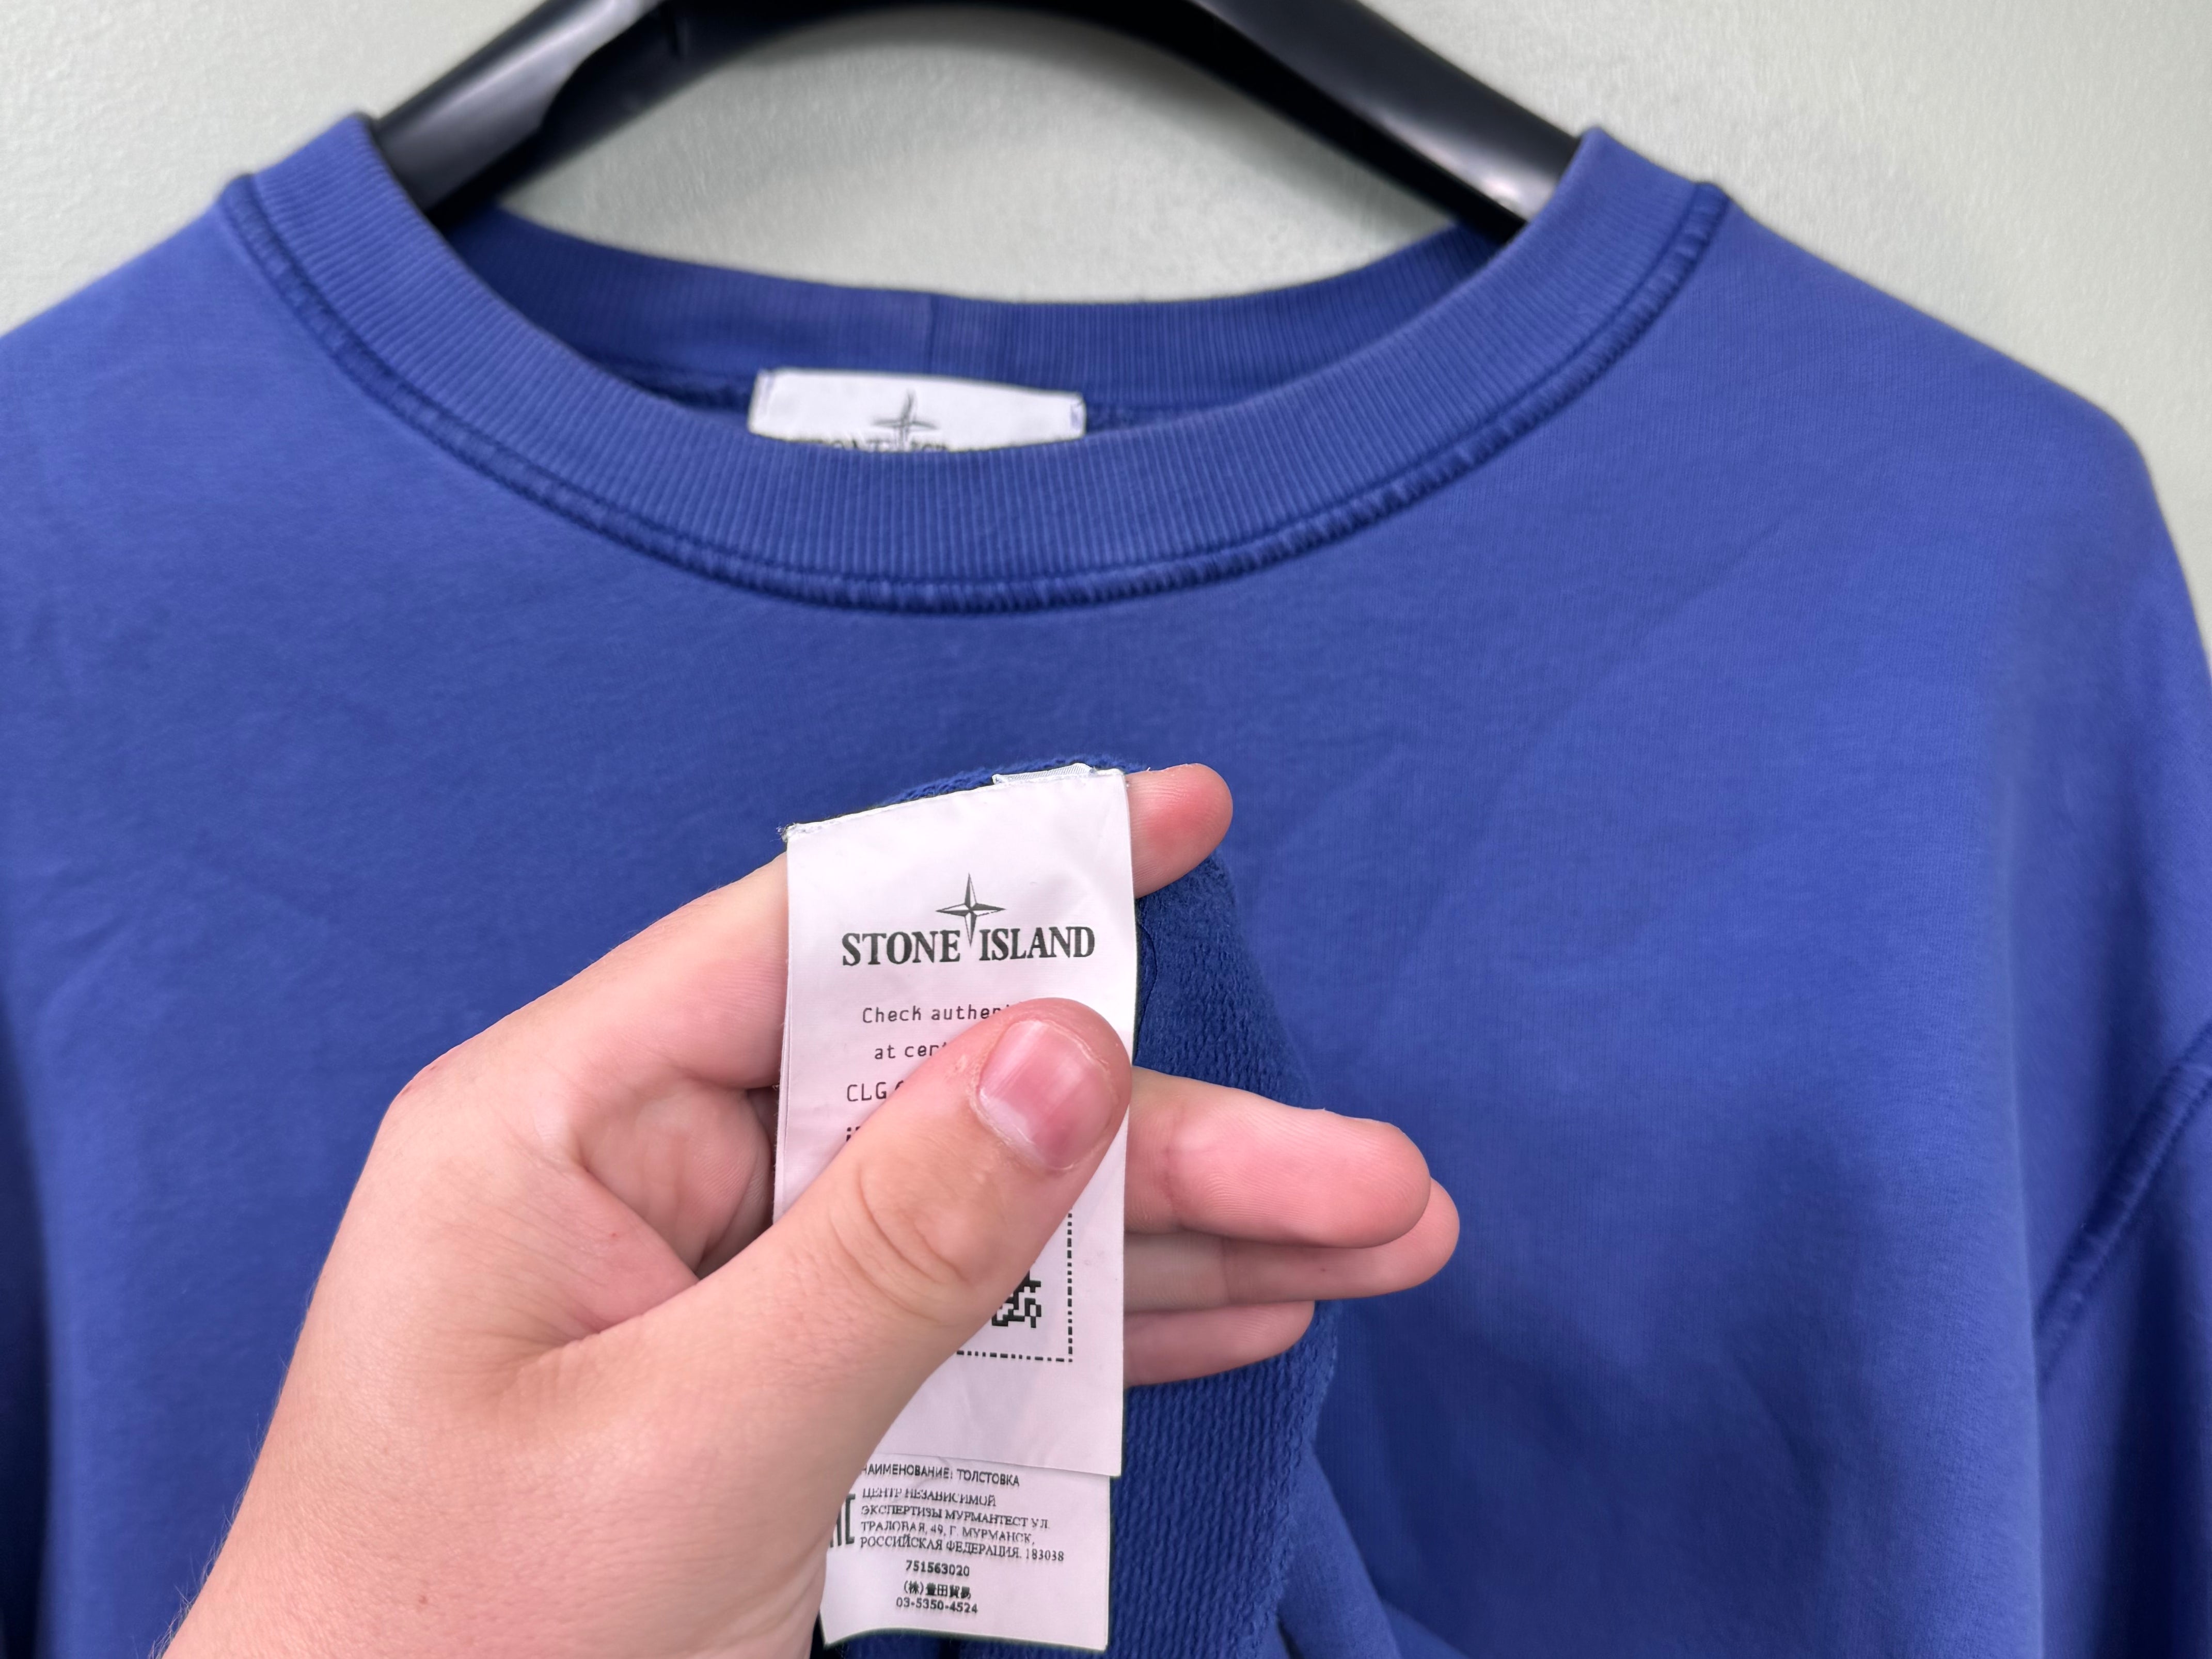 STONE ISLAND
Check authen
at cer
CLG
НАИМЕНОВАНИЕ: ТОЛСТОВКА
ЦЕНТР НЕЗАВИСИМОЙ
ЭКСПЕРТИЗЫ МУРМАНТЕСТ УЛ.
ТРАЛОВАЯ, 49, Г. МУРМАНСК,
РОССИЙСКАЯ ФЕДЕРАЦИЯ. 183038
751563020
(株)豊田貿易
03-5350-4524